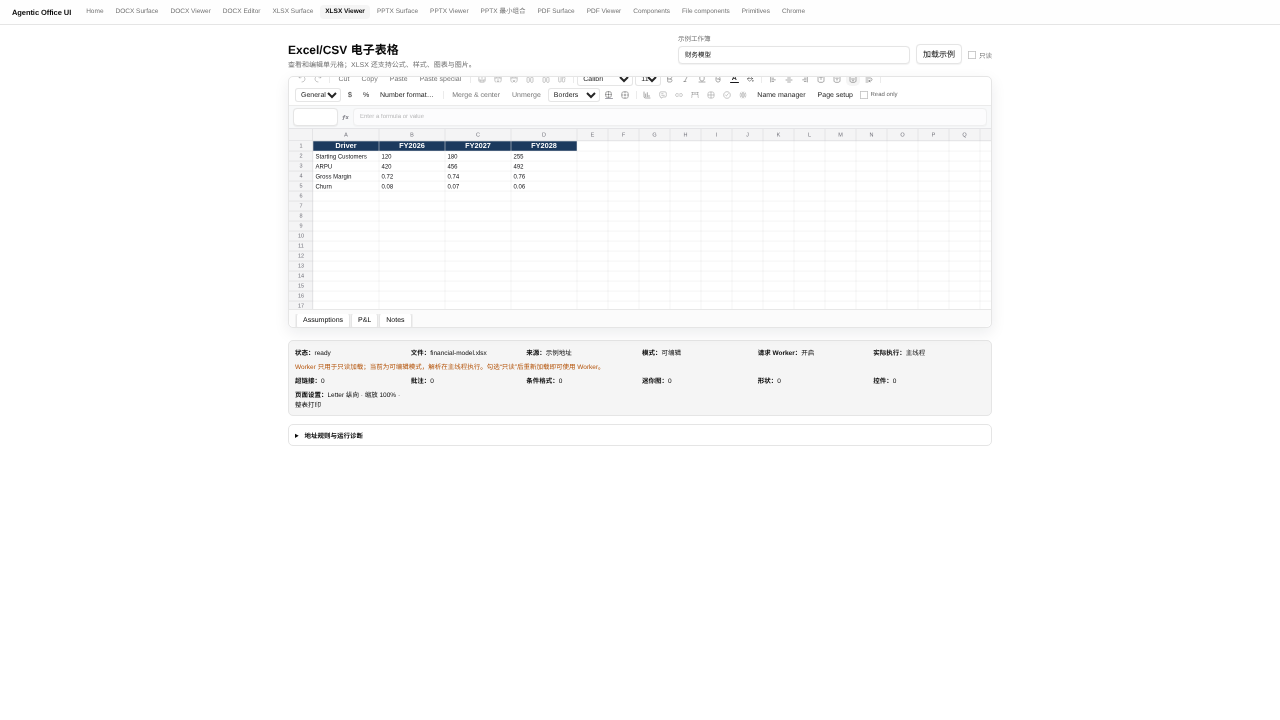 Agentic Office UI Home DOCX Surface DOCX Viewer DOCX Editor XLSX Surface XLSX Viewer PPTX Surface PPTX Viewer PPTX 最小组合 PDF Surface PDF Viewer Components File components Primitives Chrome
示例工作簿
Excel/CSV 电子表格
查看和编辑单元格；XLSX 还支持公式、样式、图表与图片。
财务模型 加载示例 只读
Cut Copy Paste Paste special Calibri 11 B I U S A
General $ % Number format... Merge & center Unmerge Borders Name manager Page setup Read only
ƒx Enter a formula or value
A B C D E F G H I J K L M N O P Q
1 Driver FY2026 FY2027 FY2028
2 Starting Customers 120 180 255
3 ARPU 420 456 492
4 Gross Margin 0.72 0.74 0.76
5 Churn 0.08 0.07 0.06
6
7
8
9
10
11
12
13
14
15
16
17
Assumptions P&L Notes
状态：ready 文件：financial-model.xlsx 来源：示例地址 模式：可编辑 请求 Worker：开启 实际执行：主线程
Worker 只用于只读加载；当前为可编辑模式，解析在主线程执行。勾选“只读”后重新加载即可使用 Worker。
超链接：0 批注：0 条件格式：0 迷你图：0 形状：0 控件：0
页面设置：Letter 纵向 · 缩放 100% ·
整表打印
地址规则与运行诊断